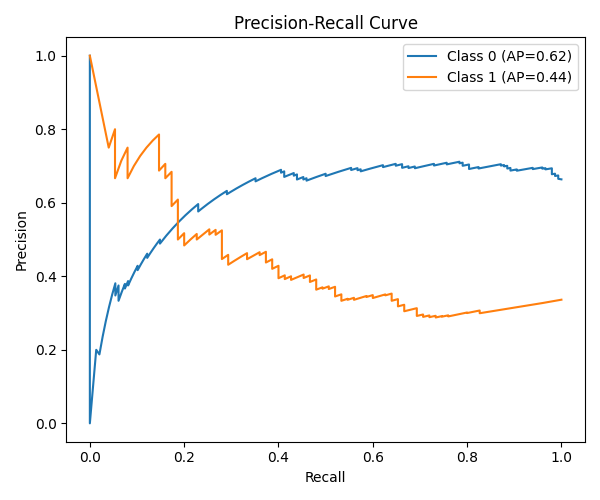 Precision-Recall Curve
Class 0 (AP=0.62)
Class 1 (AP=0.44)
1.0
0.8
0.6
0.4
0.2
0.0
Precision
0.0 0.2 0.4 0.6 0.8 1.0
Recall